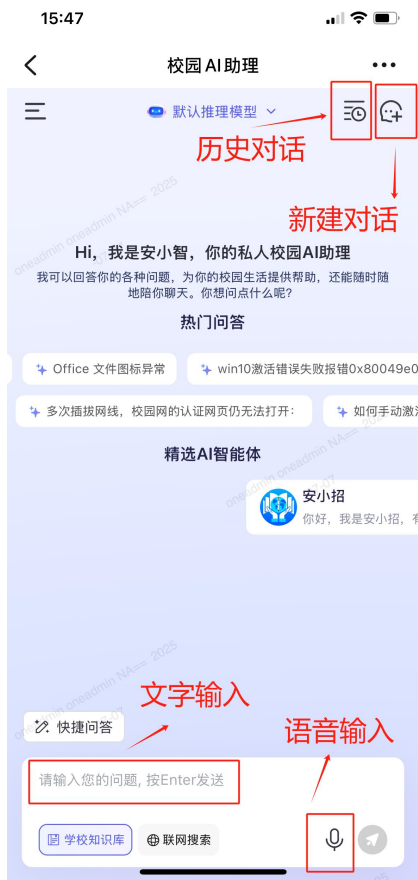 15:47
校园AI助理
默认推理模型
历史对话
新建对话
oneadmin NA== 2025
Hi，我是安小智，你的私人校园AI助理
我可以回答你的各种问题，为你的校园生活提供帮助，还能随时随
地陪你聊天。你想问点什么呢？
热门问答
Office 文件图标异常
win10激活错误失败报错0x80049e0
多次插拔网线，校园网的认证网页仍无法打开：
如何手动激
精选AI智能体
oneadmin oneadmin NA==
安小招
你好，我是安小招，
oneadmin NA== 2025
文字输入
快捷问答
语音输入
请输入您的问题, 按Enter发送
学校知识库
联网搜索